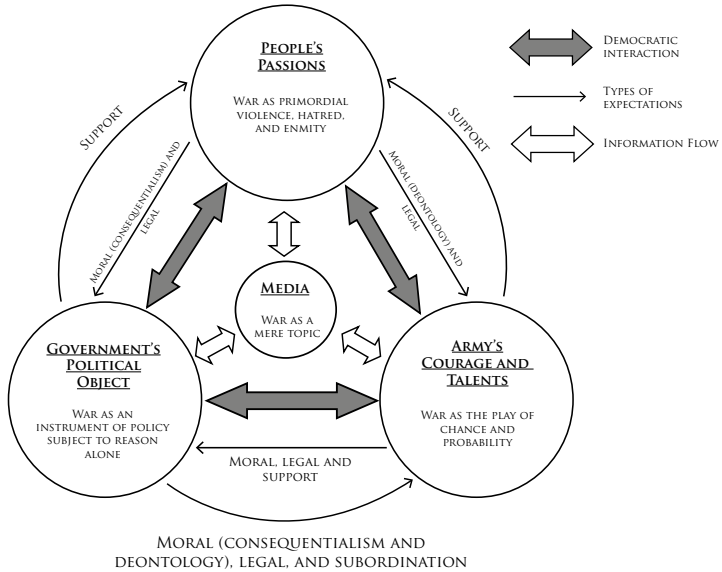 People's
Passions
War as primordial
violence, hatred,
and enmity
Democratic
interaction
Types of
expectations
Information Flow
Support
Support
Moral (consequentialism) and
legal
Moral (deontology) and
legal
Media
War as a
mere topic
Government's
Political
Object
War as an
instrument of policy
subject to reason
alone
Army's
Courage and
Talents
War as the play of
chance and
probability
Moral, legal and
support
Moral (consequentialism and
deontology), legal, and subordination